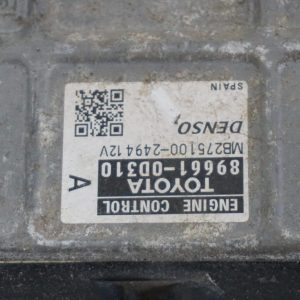 ENGINE CONTROL
TOYOTA
89661-0D310
A
MB275100-2494 12V
DENSO
SPAIN